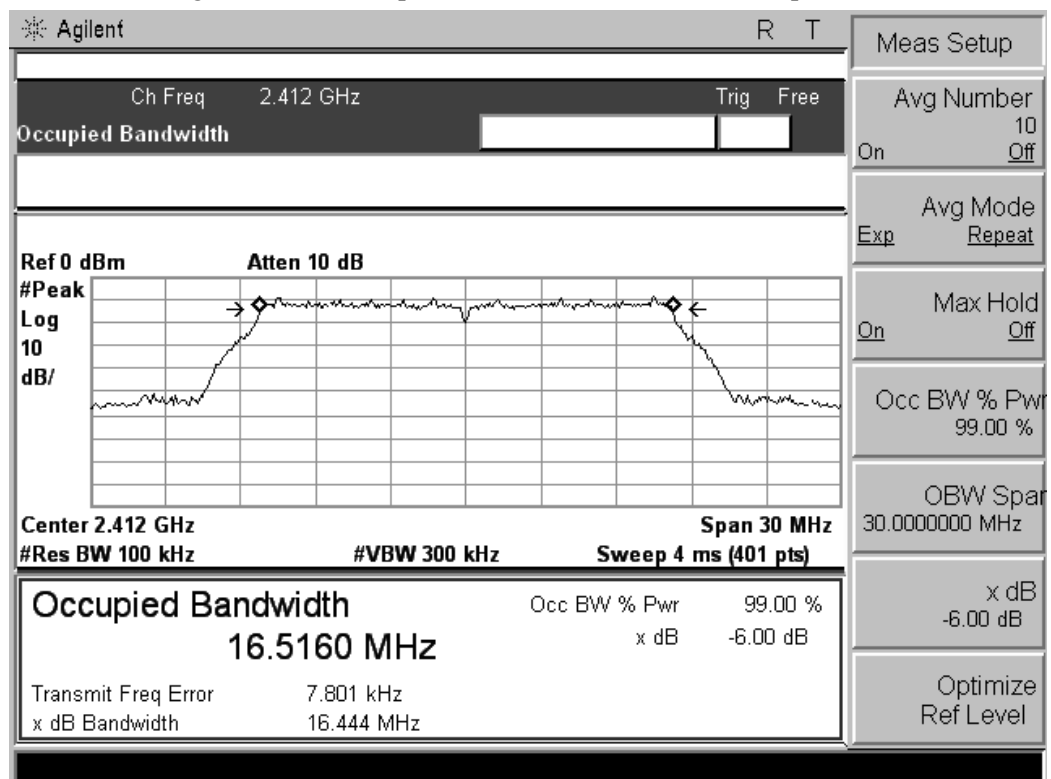 Agilent R T
Ch Freq 2.412 GHz Trig Free
Occupied Bandwidth
Ref 0 dBm Atten 10 dB
#Peak
Log
10
dB/
Center 2.412 GHz Span 30 MHz
#Res BW 100 kHz #VBW 300 kHz Sweep 4 ms (401 pts)
Occupied Bandwidth Occ BW % Pwr 99.00 %
16.5160 MHz x dB -6.00 dB
Transmit Freq Error 7.801 kHz
x dB Bandwidth 16.444 MHz
Meas Setup
Avg Number
10
On Off
Avg Mode
Exp Repeat
Max Hold
On Off
Occ BW % Pwr
99.00 %
OBW Span
30.0000000 MHz
x dB
-6.00 dB
Optimize
Ref Level